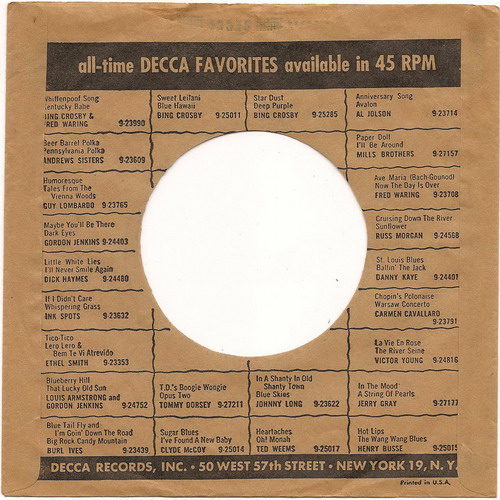 all-time DECCA FAVORITES available in 45 RPM
Whiffenpoof Song
Kentucky Babe
BING CROSBY &
FRED WARING 9-23990
Sweet Leilani
Blue Hawaii
BING CROSBY 9-25011
Star Dust
Deep Purple
BING CROSBY 9-25285
Anniversary Song
Avalon
AL JOLSON 9-23714
Beer Barrel Polka
Pennsylvania Polka
ANDREWS SISTERS 9-23609
Paper Doll
I'll Be Around
MILLS BROTHERS 9-27157
Humoresque
Tales From The
Vienna Woods
GUY LOMBARDO 9-23765
Ave Maria (Bach-Gounod)
Now The Day Is Over
FRED WARING 9-23708
Maybe You'll Be There
Dark Eyes
GORDON JENKINS 9-24403
Cruising Down The River
Sunflower
RUSS MORGAN 9-24568
Little White Lies
I'll Never Smile Again
DICK HAYMES 9-24480
St. Louis Blues
Ballin' The Jack
DANNY KAYE 9-24401
If I Didn't Care
Whispering Grass
INK SPOTS 9-23632
Chopin's Polonaise
Warsaw Concerto
CARMEN CAVALLARO
9-23791
Tico-Tico
Lero Lero &
Bem Te Vi Atrevido
ETHEL SMITH 9-23353
La Vie En Rose
The River Seine
VICTOR YOUNG 9-24816
Blueberry Hill
That Lucky Old Sun
LOUIS ARMSTRONG and
GORDON JENKINS 9-24752
T.D.'s Boogie Woogie
Opus Two
TOMMY DORSEY 9-27211
In A Shanty In Old
Shanty Town
Blue Skies
JOHNNY LONG 9-23622
In The Mood
A String Of Pearls
JERRY GRAY 9-27177
Blue Tail Fly and
I'm Goin' Down The Road
Big Rock Candy Mountain
BURL IVES 9-23439
Sugar Blues
I've Found A New Baby
CLYDE McCOY 9-25014
Heartaches
Oh! Monah
TED WEEMS 9-25017
Hot Lips
The Wang Wang Blues
HENRY BUSSE 9-25015
DECCA RECORDS, INC. • 50 WEST 57th STREET • NEW YORK 19, N.Y.
Printed in U.S.A.